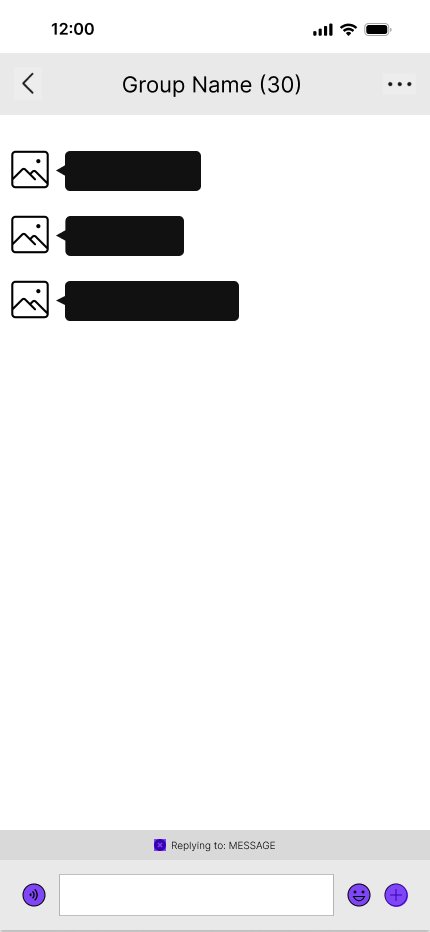 12:00
Group Name (30)
Replying to: MESSAGE